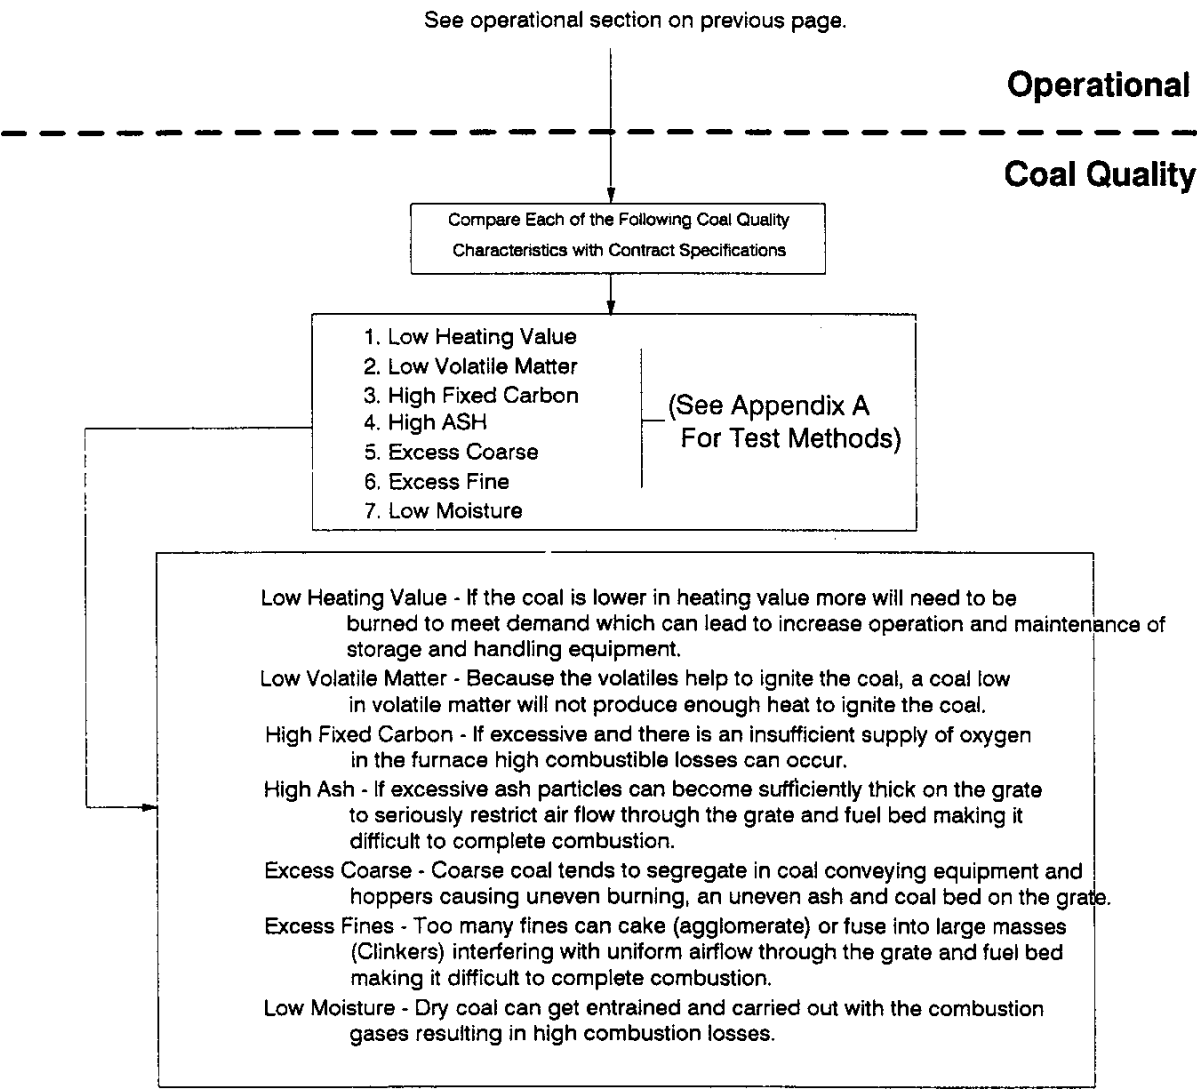 See operational section on previous page.
Operational
Coal Quality
Compare Each of the Following Coal Quality
Characteristics with Contract Specifications
1. Low Heating Value
2. Low Volatile Matter
3. High Fixed Carbon
4. High ASH
5. Excess Coarse
6. Excess Fine
7. Low Moisture
(See Appendix A
For Test Methods)
Low Heating Value - If the coal is lower in heating value more will need to be
burned to meet demand which can lead to increase operation and maintenance of
storage and handling equipment.
Low Volatile Matter - Because the volatiles help to ignite the coal, a coal low
in volatile matter will not produce enough heat to ignite the coal.
High Fixed Carbon - If excessive and there is an insufficient supply of oxygen
in the furnace high combustible losses can occur.
High Ash - If excessive ash particles can become sufficiently thick on the grate
to seriously restrict air flow through the grate and fuel bed making it
difficult to complete combustion.
Excess Coarse - Coarse coal tends to segregate in coal conveying equipment and
hoppers causing uneven burning, an uneven ash and coal bed on the grate.
Excess Fines - Too many fines can cake (agglomerate) or fuse into large masses
(Clinkers) interfering with uniform airflow through the grate and fuel bed
making it difficult to complete combustion.
Low Moisture - Dry coal can get entrained and carried out with the combustion
gases resulting in high combustion losses.